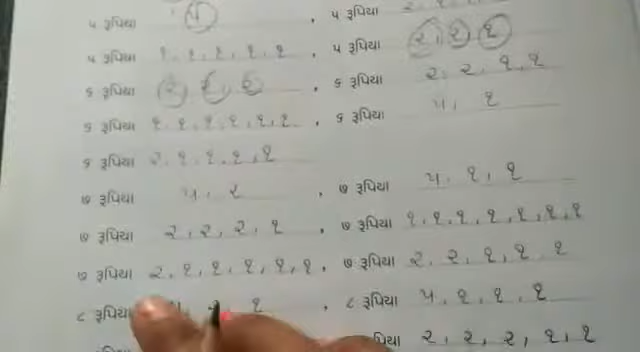 ૫ રૂપિયા ૫ , ૫ રૂપિયા ૨
૫ રૂપિયા ૧, ૧, ૧, ૧, ૧ , ૫ રૂપિયા ૨, ૨, ૧
૬ રૂપિયા ૨, ૨, ૨ , ૬ રૂપિયા ૨, ૨, ૧, ૧
૬ રૂપિયા ૧, ૧, ૧, ૧, ૧, ૧ , ૬ રૂપિયા ૫, ૧
૬ રૂપિયા ૨, ૧, ૧, ૧, ૧
૭ રૂપિયા ૫, ૨ , ૭ રૂપિયા ૫, ૧, ૧
૭ રૂપિયા ૨, ૨, ૨, ૧ , ૭ રૂપિયા ૧, ૧, ૧, ૧, ૧, ૧, ૧
૭ રૂપિયા ૨, ૧, ૧, ૧, ૧, ૧ , ૭ રૂપિયા ૨, ૨, ૧, ૧, ૧
૮ રૂપિયા ૧ , ૮ રૂપિયા ૫, ૧, ૧, ૧
૨, ૨, ૨, ૧, ૧